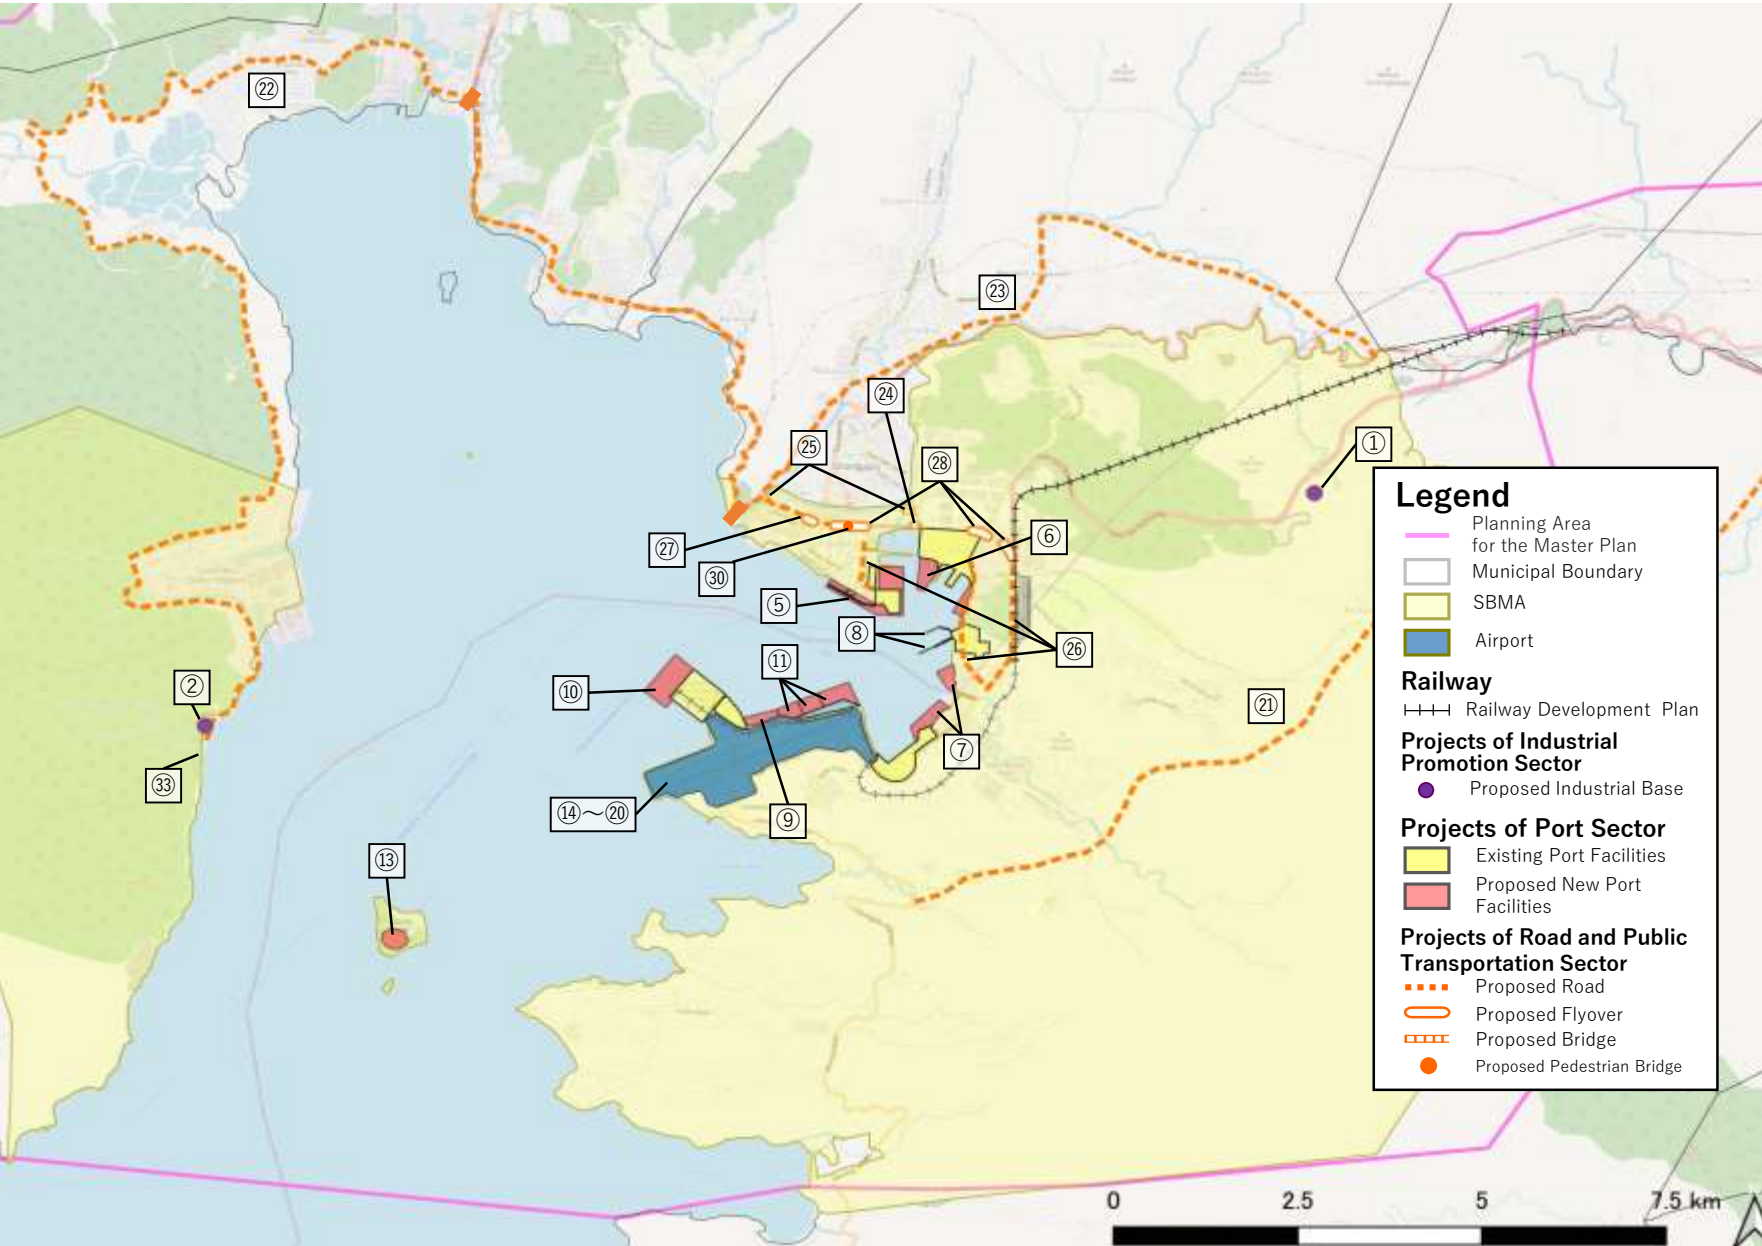 ㉒
㉓
㉔
㉕
㉘
①
⑥
㉗
㉚
⑤
⑧
㉖
⑪
⑩
②
㉑
⑦
㉝
⑭～⑳
⑨
⑬
Legend
Planning Area
for the Master Plan
Municipal Boundary
SBMA
Airport
Railway
Railway Development Plan
Projects of Industrial
Promotion Sector
Proposed Industrial Base
Projects of Port Sector
Existing Port Facilities
Proposed New Port
Facilities
Projects of Road and Public
Transportation Sector
Proposed Road
Proposed Flyover
Proposed Bridge
Proposed Pedestrian Bridge
0 2.5 5 7.5 km